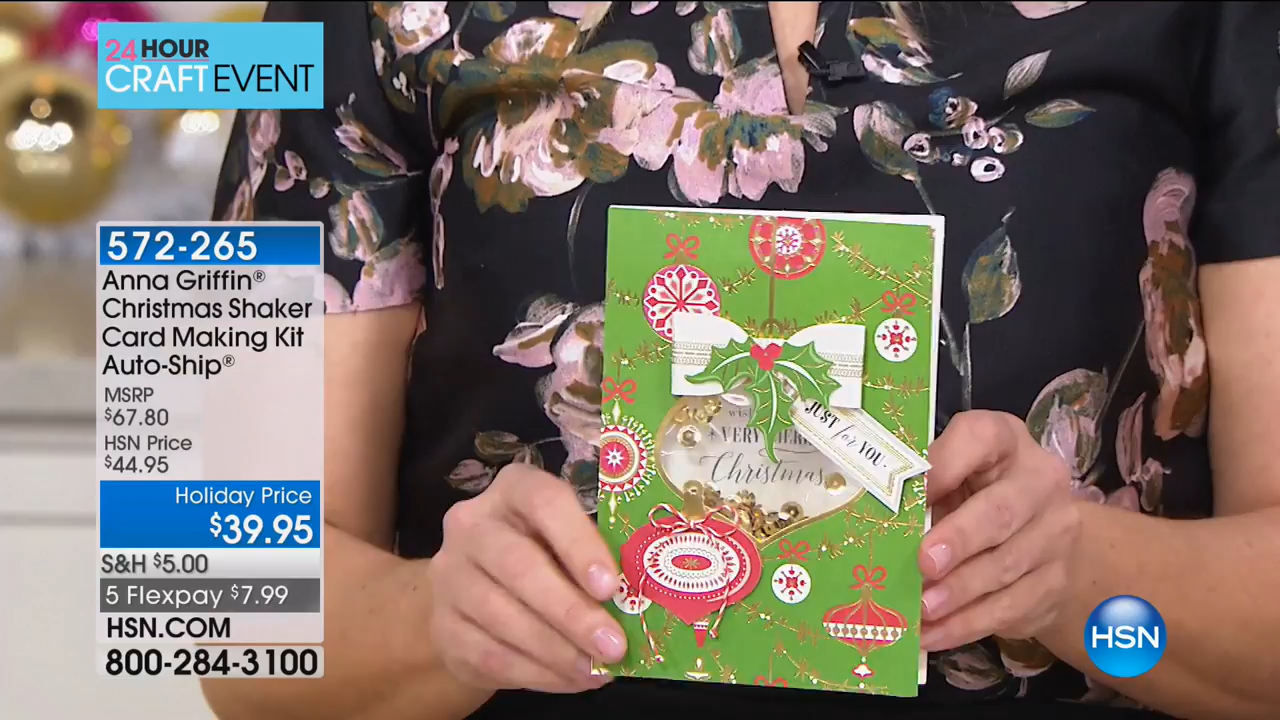 24 HOUR
CRAFT EVENT
572-265
Anna Griffin®
Christmas Shaker
Card Making Kit
Auto-Ship®
MSRP
$67.80
HSN Price
$44.95
Holiday Price
$39.95
S&H $5.00
5 Flexpay $7.99
HSN.COM
800-284-3100
JUST for YOU
VERY
Christmas
HSN